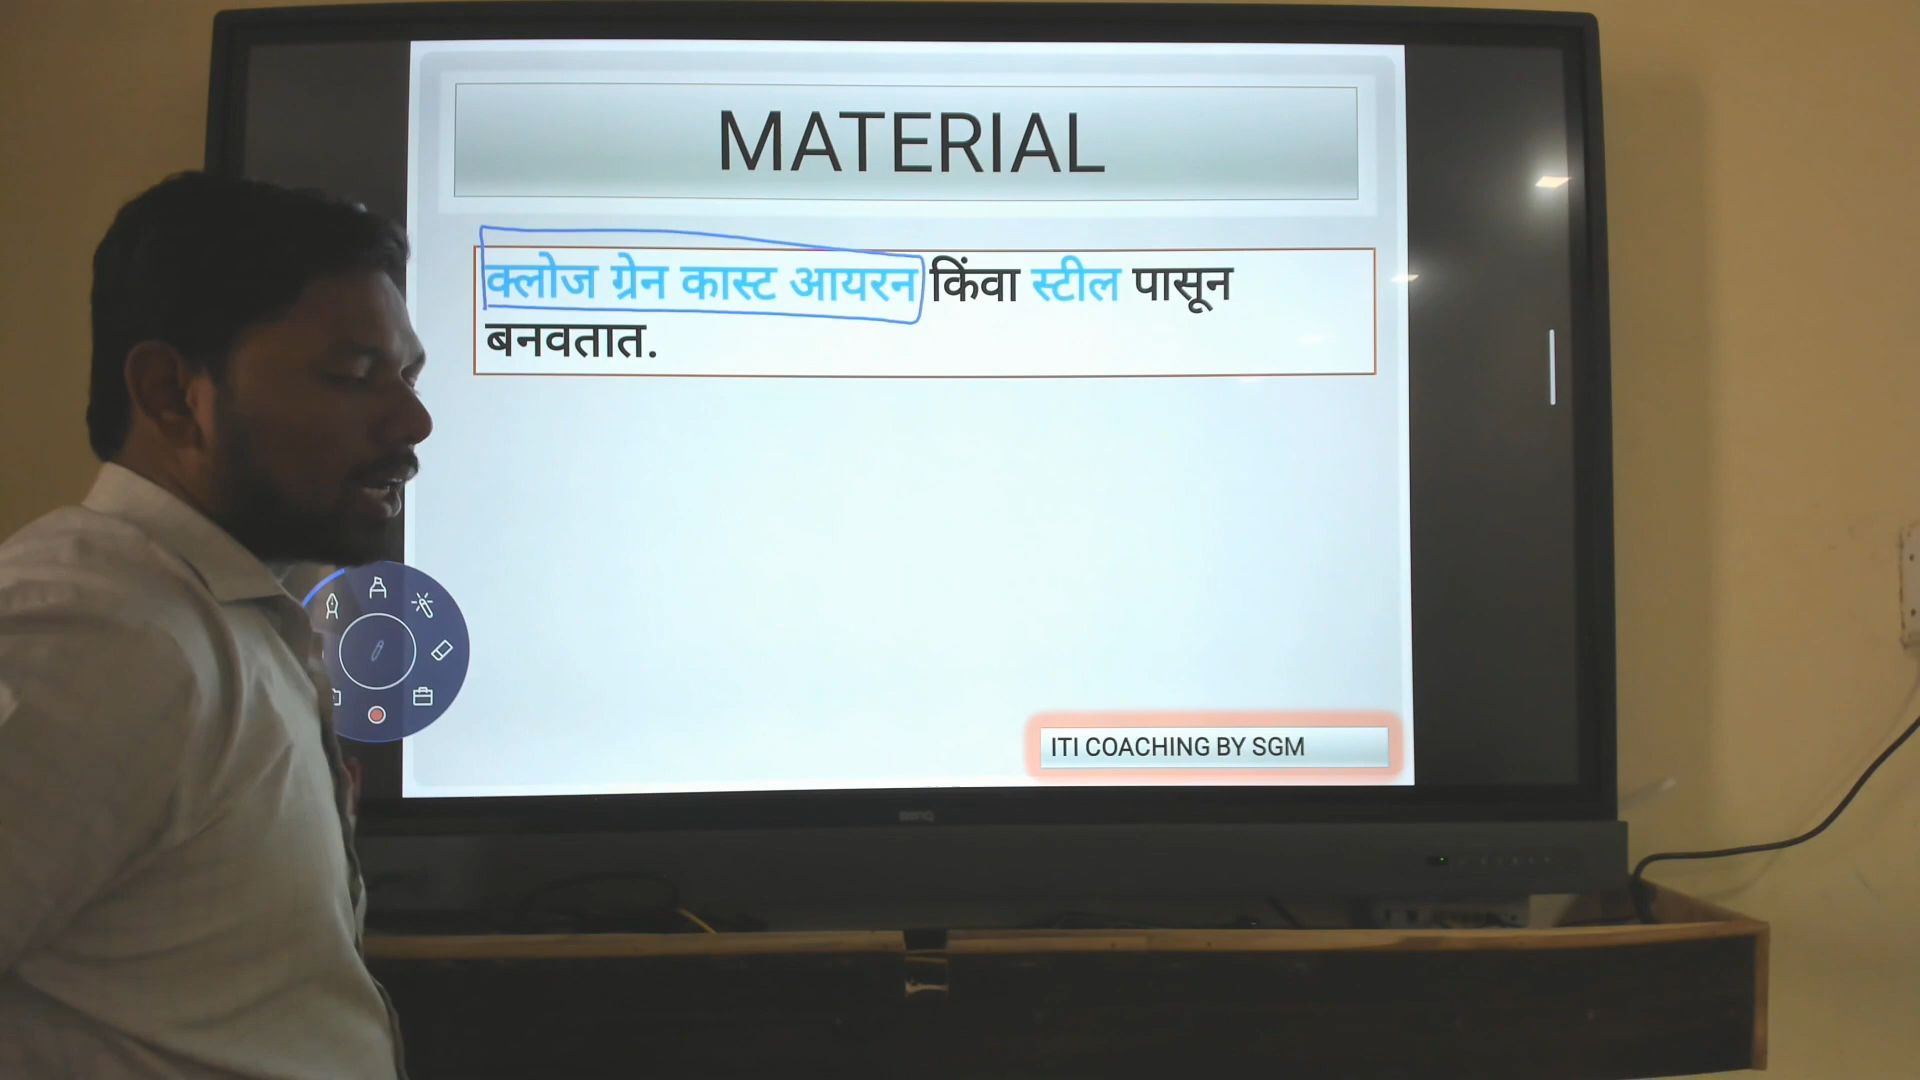 MATERIAL
क्लोज ग्रेन कास्ट आयरन किंवा स्टील पासून
बनवतात.
ITI COACHING BY SGM